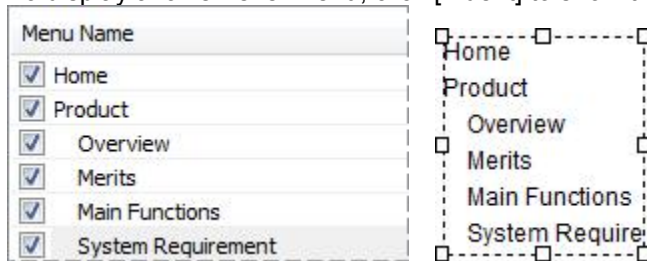 Menu Name
Home
Product
Overview
Merits
Main Functions
System Requirement
Home
Product
Overview
Merits
Main Functions
System Require